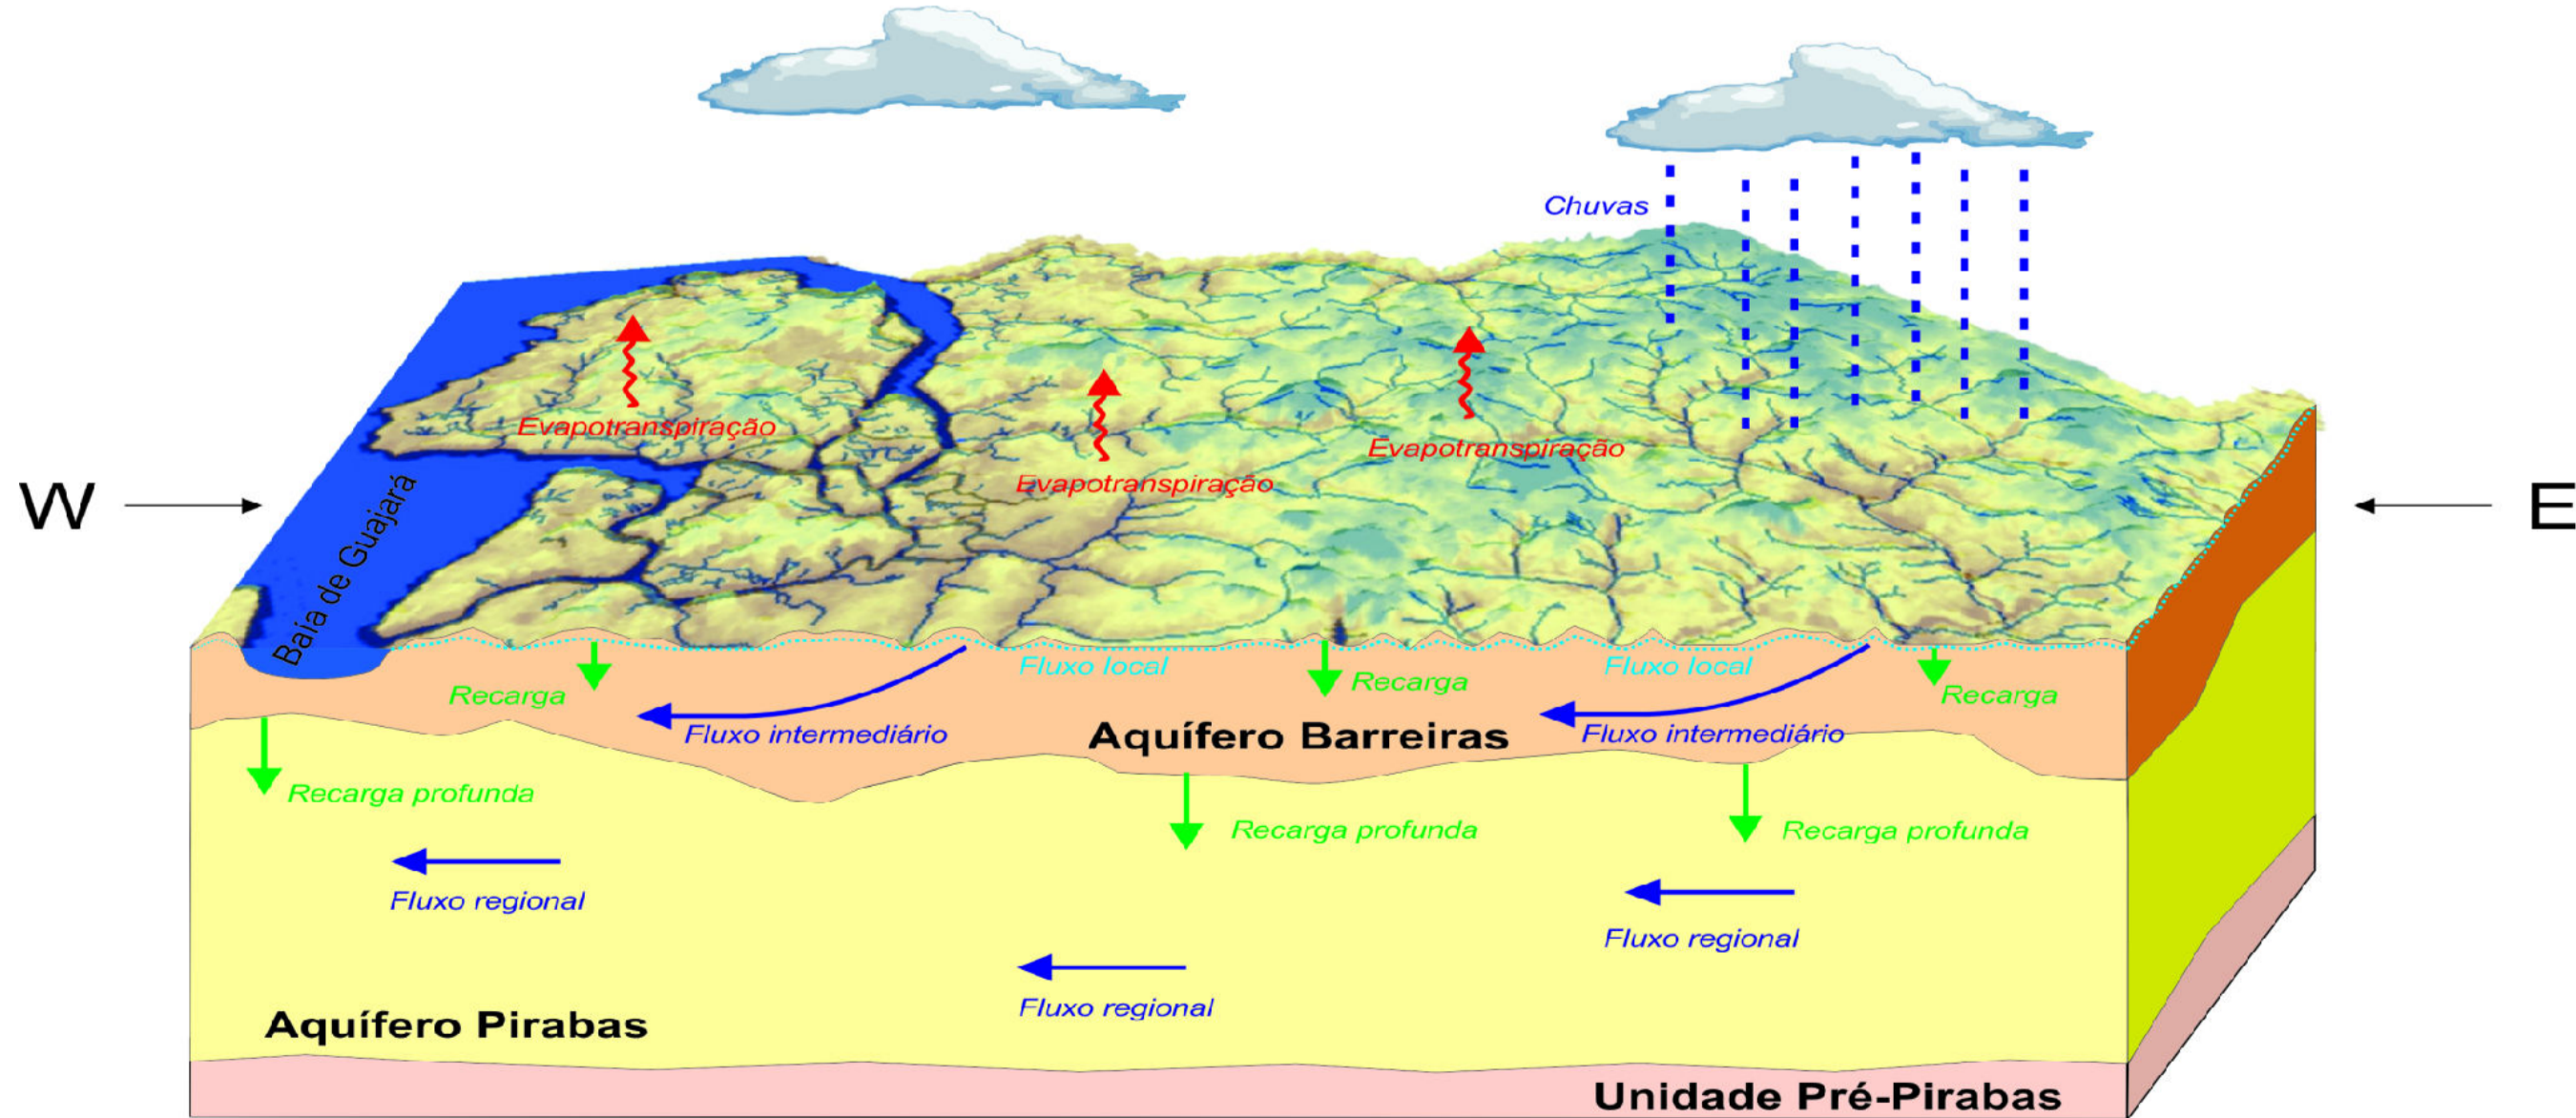 Chuvas
Evapotranspiração
Evapotranspiração
Evapotranspiração
W
E
Baía de Guajará
Fluxo local
Fluxo local
Recarga
Recarga
Recarga
Fluxo intermediário
Aquífero Barreiras
Fluxo intermediário
Recarga profunda
Recarga profunda
Recarga profunda
Fluxo regional
Fluxo regional
Fluxo regional
Aquífero Pirabas
Unidade Pré-Pirabas